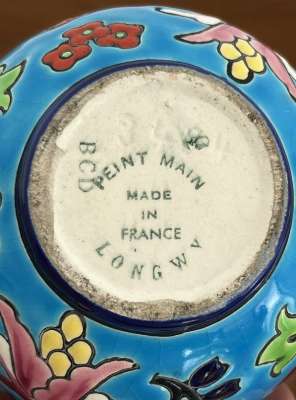 PEINT MAIN
BCD
MADE
IN
FRANCE
LONGWY